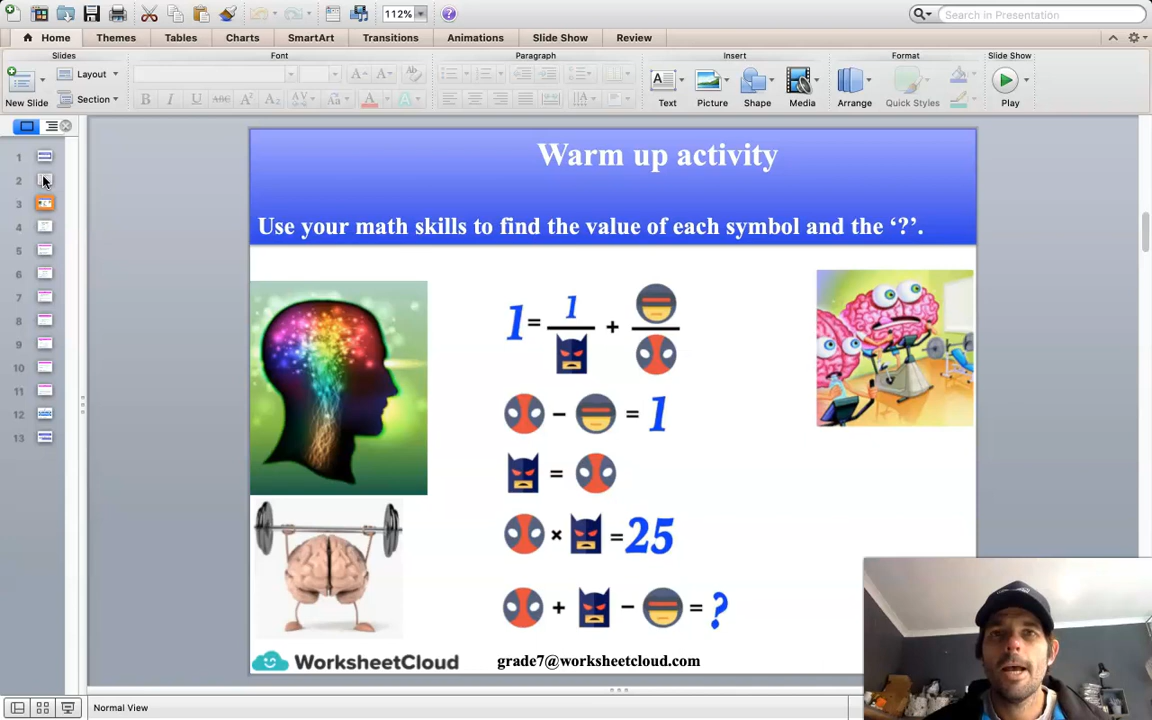 112%
Search in Presentation
Home
Themes
Tables
Charts
SmartArt
Transitions
Animations
Slide Show
Review
Slides
Font
Paragraph
Insert
Format
Slide Show
New Slide
Layout
Section
B I U ABC
Text
Picture
Shape
Media
Arrange
Quick Styles
Play
1
2
3
4
5
6
7
8
9
10
11
12
13
Warm up activity
Use your math skills to find the value of each symbol and the ‘?’.
1 = 1 +
− = 1
=
× = 25
+ − = ?
WorksheetCloud
grade7@worksheetcloud.com
Normal View